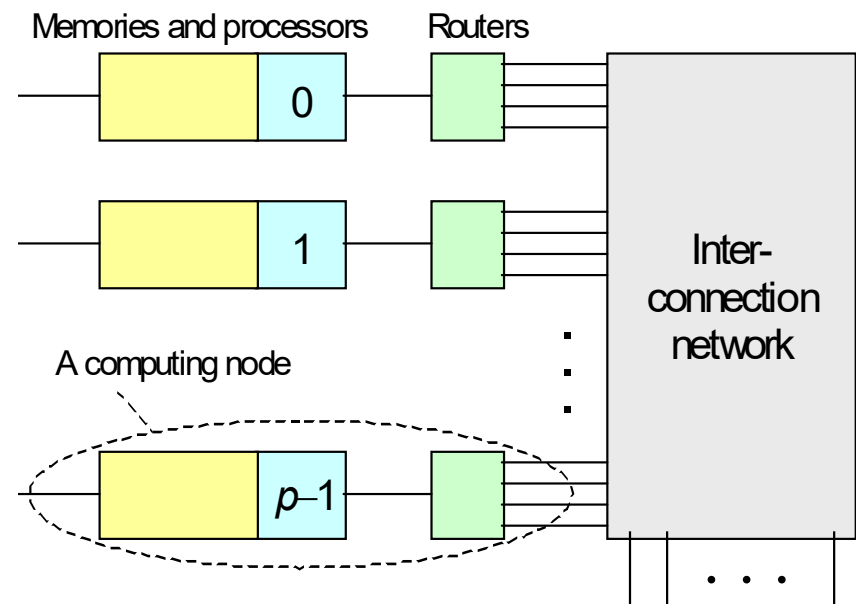 Memories and processors
Routers
0
1
Inter-
connection
network
A computing node
p–1